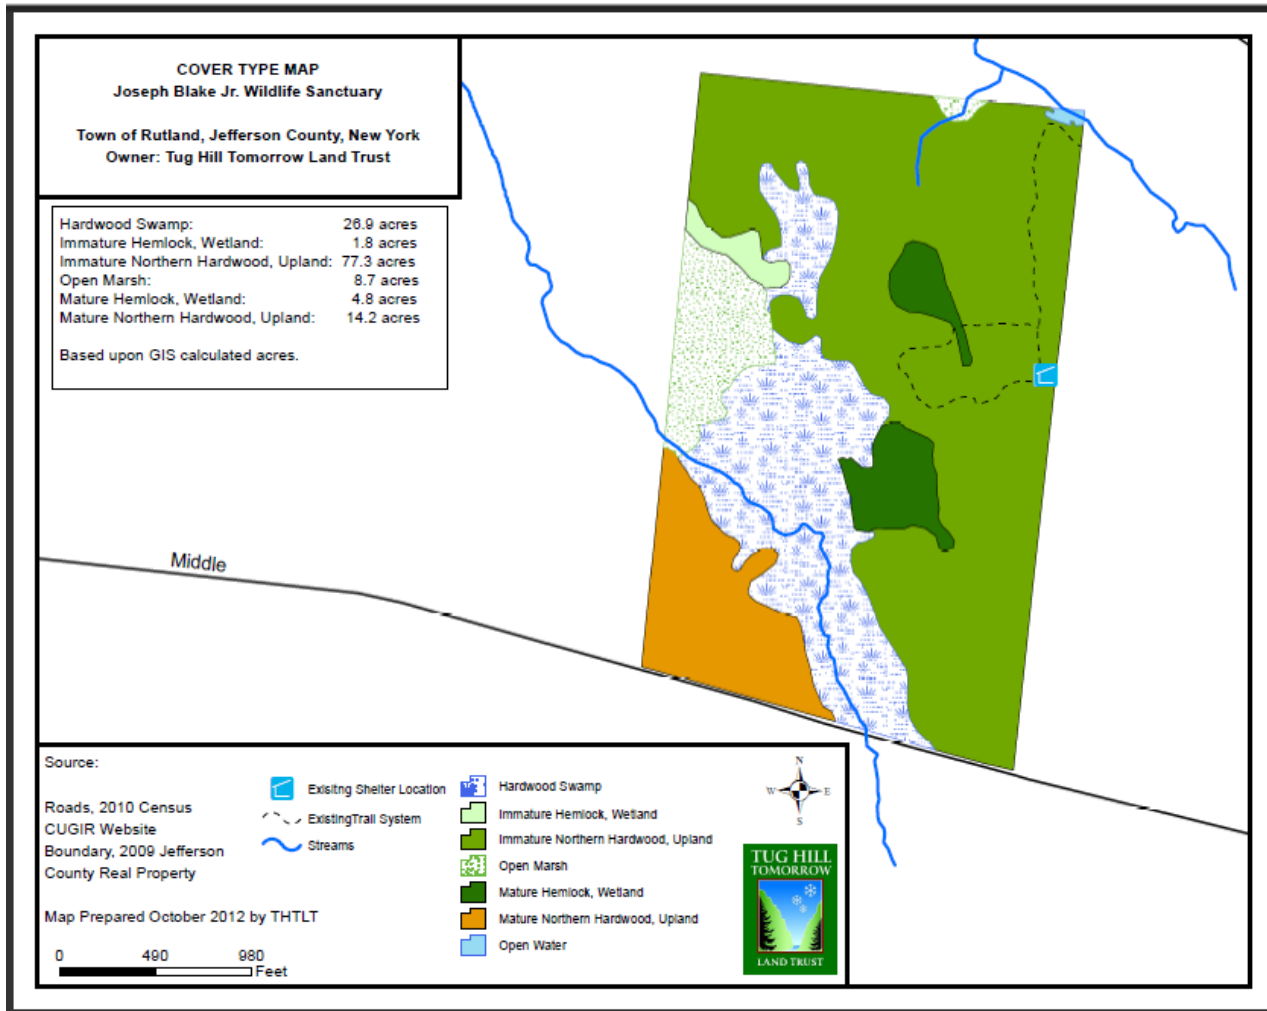 COVER TYPE MAP
Joseph Blake Jr. Wildlife Sanctuary
Town of Rutland, Jefferson County, New York
Owner: Tug Hill Tomorrow Land Trust
Hardwood Swamp: 26.9 acres
Immature Hemlock, Wetland: 1.8 acres
Immature Northern Hardwood, Upland: 77.3 acres
Open Marsh: 8.7 acres
Mature Hemlock, Wetland: 4.8 acres
Mature Northern Hardwood, Upland: 14.2 acres
Based upon GIS calculated acres.
Middle
Source:
Roads, 2010 Census
CUGIR Website
Boundary, 2009 Jefferson
County Real Property
Map Prepared October 2012 by THTLT
0 490 980
Feet
Exisitng Shelter Location
ExistingTrail System
Streams
Hardwood Swamp
Immature Hemlock, Wetland
Immature Northern Hardwood, Upland
Open Marsh
Mature Hemlock, Wetland
Mature Northern Hardwood, Upland
Open Water
N
W E
S
TUG HILL
TOMORROW
LAND TRUST